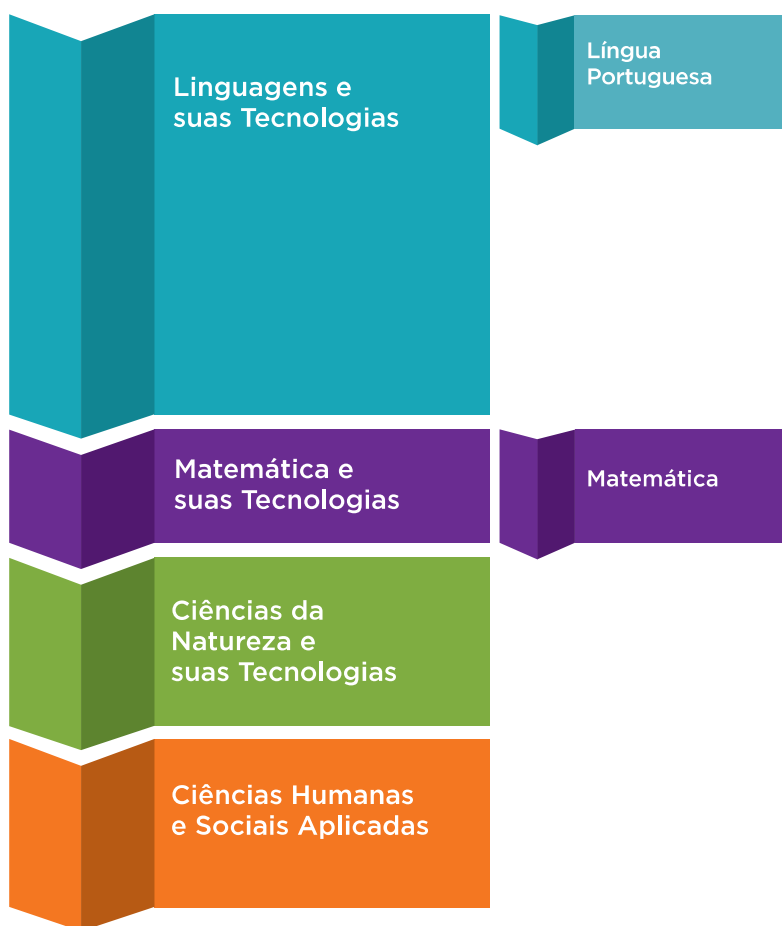 Linguagens e
suas Tecnologias
Língua
Portuguesa
Matemática e
suas Tecnologias
Matemática
Ciências da
Natureza e
suas Tecnologias
Ciências Humanas
e Sociais Aplicadas